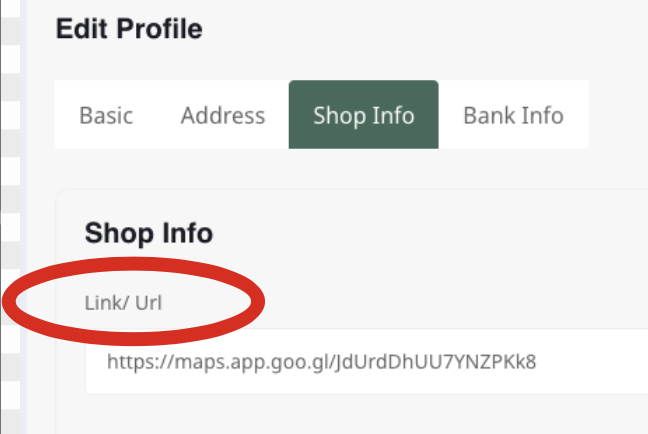 Edit Profile
Basic Address Shop Info Bank Info
Shop Info
Link/ Url
https://maps.app.goo.gl/JdUrdDhUU7YNZPKk8